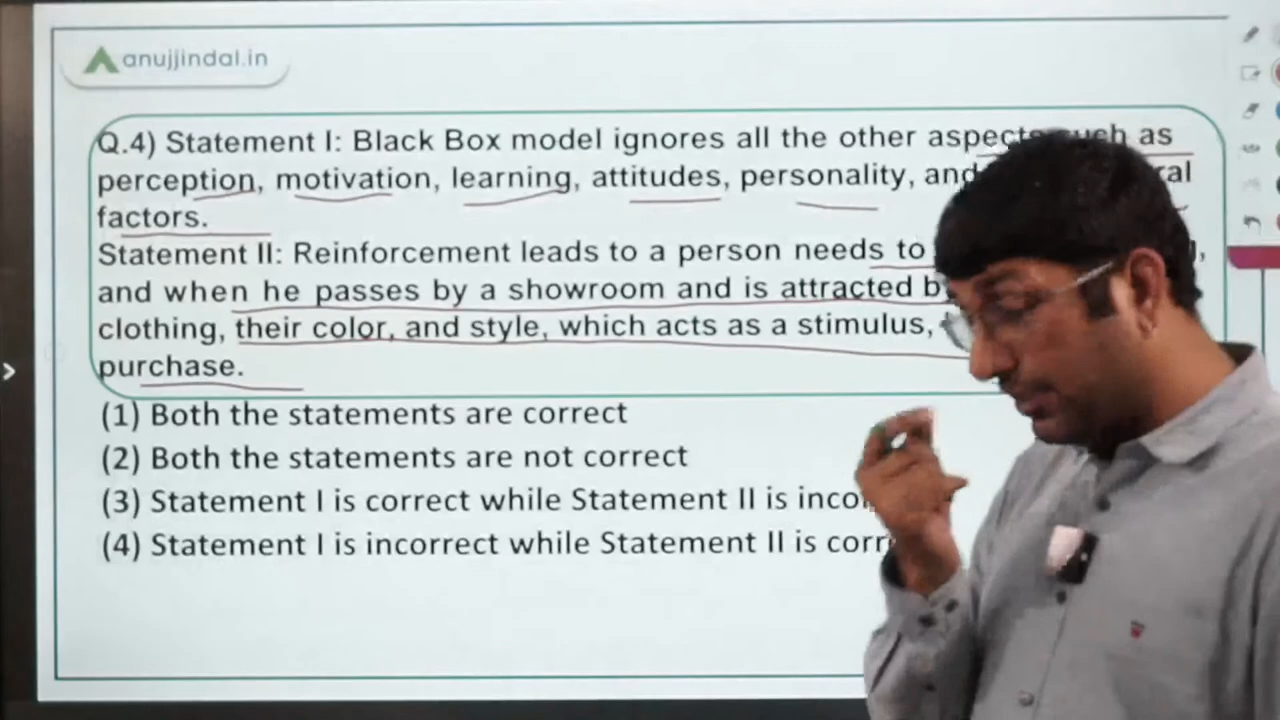 anujjindal.in
Q.4) Statement I: Black Box model ignores all the other aspects such as
perception, motivation, learning, attitudes, personality, and
factors.
Statement II: Reinforcement leads to a person needs to
and when he passes by a showroom and is attracted
clothing, their color, and style, which acts as a stimulus,
purchase.
(1) Both the statements are correct
(2) Both the statements are not correct
(3) Statement I is correct while Statement II is
(4) Statement I is incorrect while Statement II is